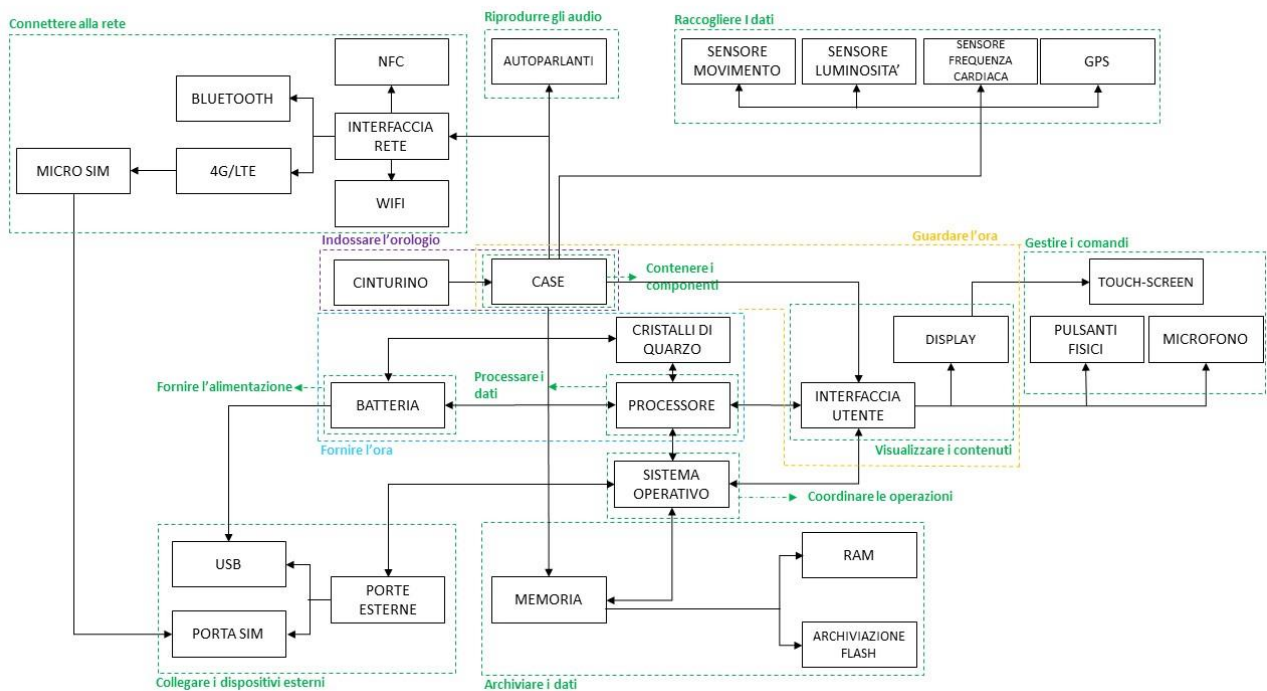 Connettere alla rete
Riprodurre gli audio
Raccogliere I dati
NFC
AUTOPARLANTI
SENSORE
MOVIMENTO
SENSORE
LUMINOSITA’
SENSORE
FREQUENZA
CARDIACA
GPS
BLUETOOTH
INTERFACCIA
RETE
MICRO SIM
4G/LTE
WIFI
Indossare l’orologio
Guardare l’ora
Gestire i comandi
CINTURINO
CASE
Contenere i
componenti
TOUCH-SCREEN
CRISTALLI DI
QUARZO
DISPLAY
PULSANTI
FISICI
MICROFONO
Fornire l’alimentazione
Processare i
dati
BATTERIA
PROCESSORE
INTERFACCIA
UTENTE
Fornire l’ora
Visualizzare i contenuti
SISTEMA
OPERATIVO
Coordinare le operazioni
USB
PORTE
ESTERNE
MEMORIA
RAM
PORTA SIM
ARCHIVIAZIONE
FLASH
Collegare i dispositivi esterni
Archiviare i dati